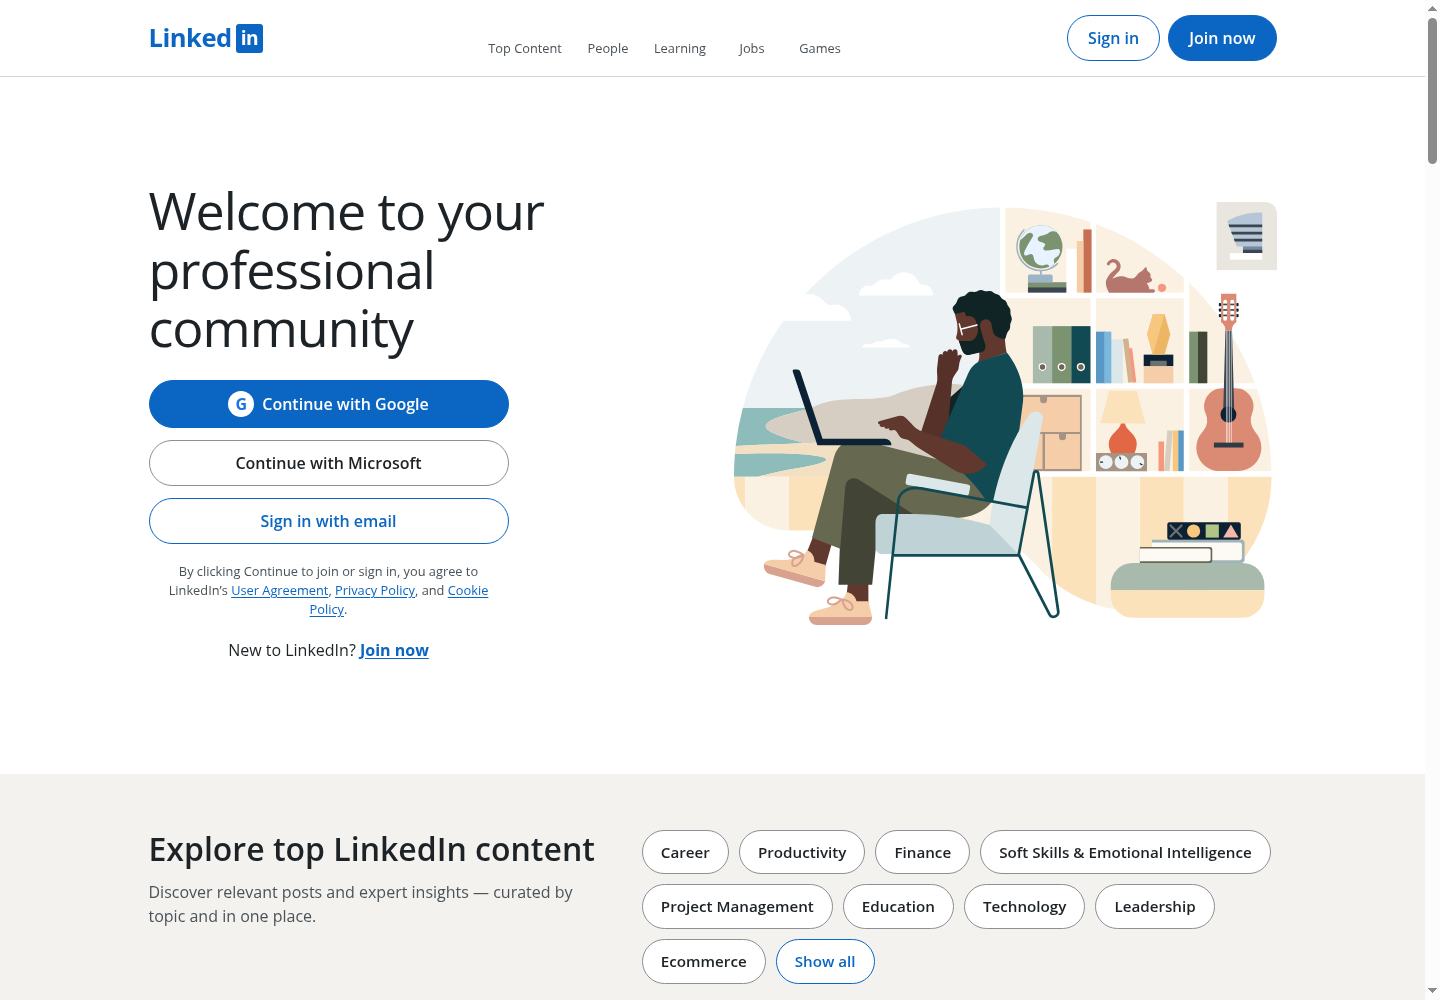 Linked in
Top Content
People
Learning
Jobs
Games
Sign in
Join now
Welcome to your
professional
community
G Continue with Google
Continue with Microsoft
Sign in with email
By clicking Continue to join or sign in, you agree to
LinkedIn’s User Agreement, Privacy Policy, and Cookie
Policy.
New to LinkedIn? Join now
Explore top LinkedIn content
Discover relevant posts and expert insights — curated by
topic and in one place.
Career
Productivity
Finance
Soft Skills & Emotional Intelligence
Project Management
Education
Technology
Leadership
Ecommerce
Show all